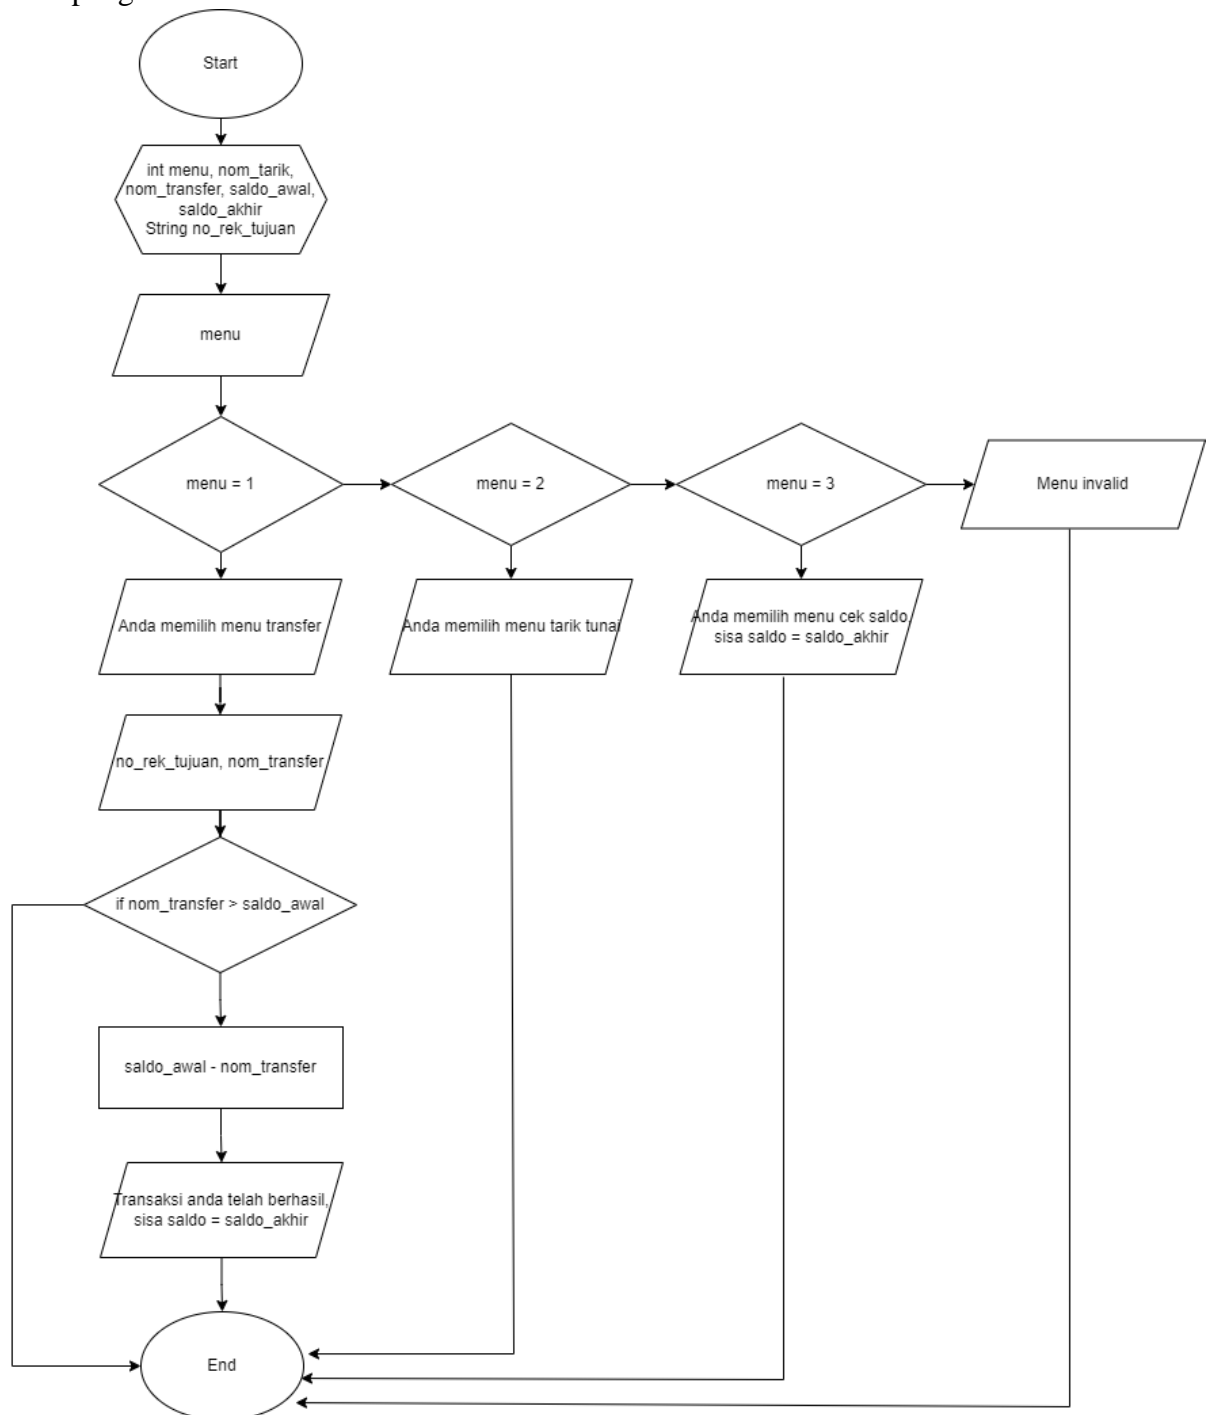 Start
int menu, nom_tarik,
nom_transfer, saldo_awal,
saldo_akhir
String no_rek_tujuan
menu
menu = 1
menu = 2
menu = 3
Menu invalid
Anda memilih menu transfer
Anda memilih menu tarik tunai
Anda memilih menu cek saldo,
sisa saldo = saldo_akhir
no_rek_tujuan, nom_transfer
if nom_transfer > saldo_awal
saldo_awal - nom_transfer
Transaksi anda telah berhasil,
sisa saldo = saldo_akhir
End